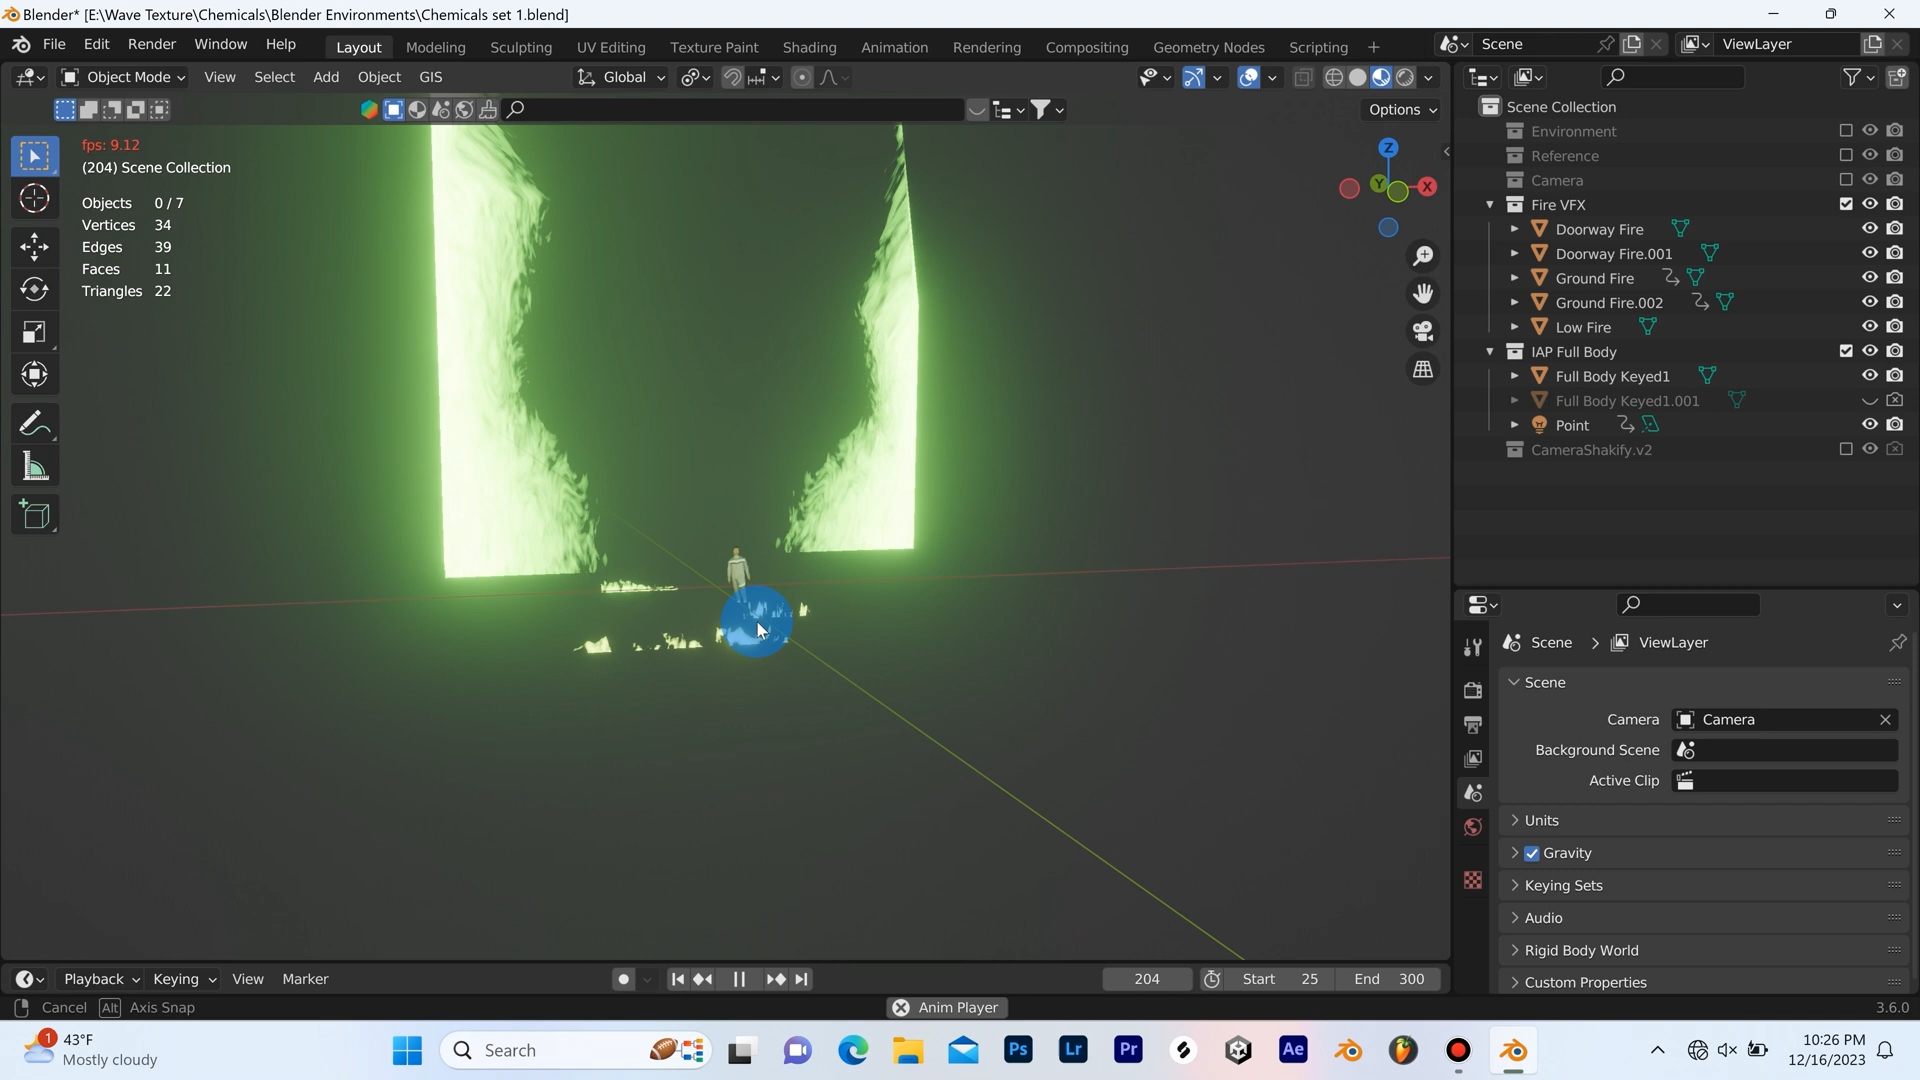 Blender* [E:\Wave Texture\Chemicals\Blender Environments\Chemicals set 1.blend]
File Edit Render Window Help Layout Modeling Sculpting UV Editing Texture Paint Shading Animation Rendering Compositing Geometry Nodes Scripting + Scene ViewLayer
Object Mode View Select Add Object GIS Global
Options
fps: 9.12
(204) Scene Collection
Objects 0 / 7
Vertices 34
Edges 39
Faces 11
Triangles 22
Z
Y
X
Scene Collection
Environment
Reference
Camera
Fire VFX
Doorway Fire
Doorway Fire.001
Ground Fire
Ground Fire.002
Low Fire
IAP Full Body
Full Body Keyed1
Full Body Keyed1.001
Point
CameraShakify.v2
Scene > ViewLayer
Scene
Camera Camera
Background Scene
Active Clip
Units
Gravity
Keying Sets
Audio
Rigid Body World
Custom Properties
Playback Keying View Marker 204 Start 25 End 300
Cancel Alt Axis Snap Anim Player 3.6.0
1
43°F
Mostly cloudy
Search
Ps
Lr
Pr
Ae
10:26 PM
12/16/2023